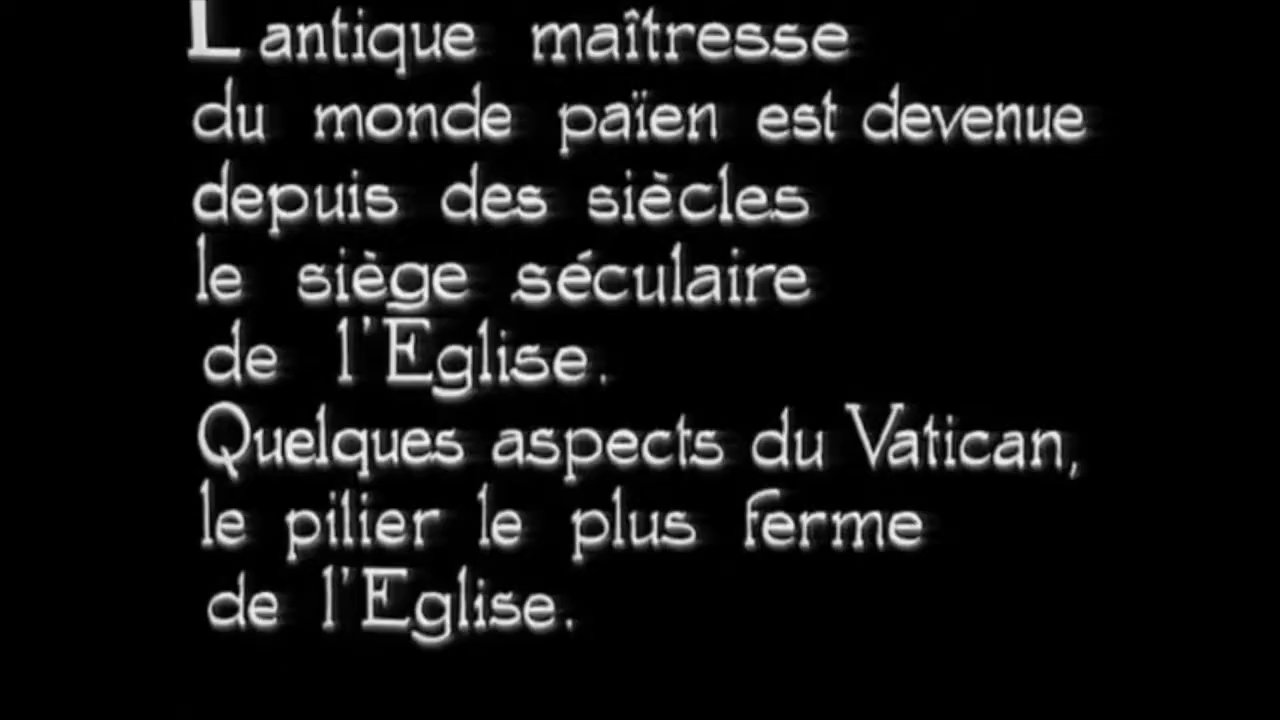 L antique maîtresse
du monde païen est devenue
depuis des siècles
le siège séculaire
de l'Eglise.
Quelques aspects du Vatican,
le pilier le plus ferme
de l'Eglise.